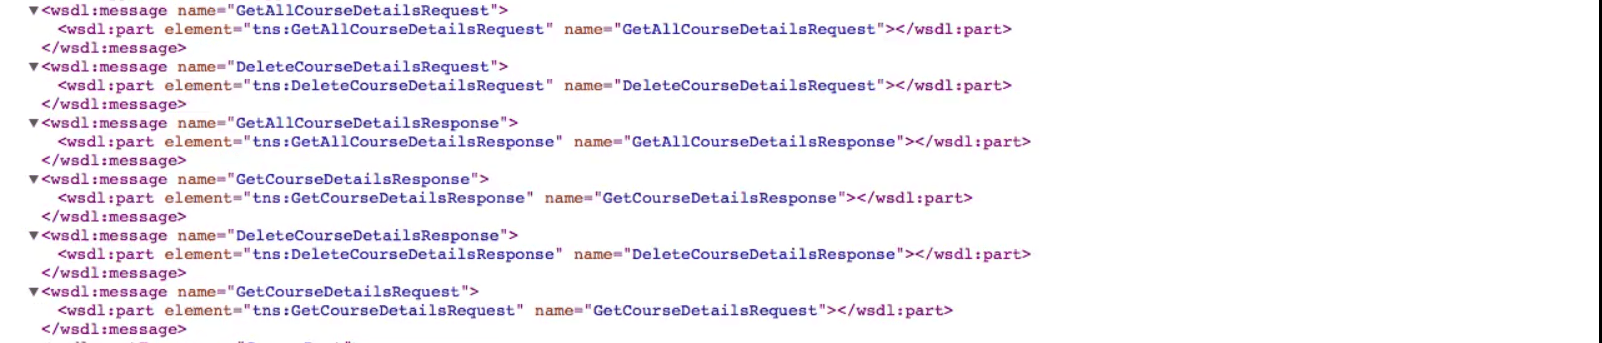 ▼<wsdl:message name="GetAllCourseDetailsRequest">
<wsdl:part element="tns:GetAllCourseDetailsRequest" name="GetAllCourseDetailsRequest"></wsdl:part>
</wsdl:message>
▼<wsdl:message name="DeleteCourseDetailsRequest">
<wsdl:part element="tns:DeleteCourseDetailsRequest" name="DeleteCourseDetailsRequest"></wsdl:part>
</wsdl:message>
▼<wsdl:message name="GetAllCourseDetailsResponse">
<wsdl:part element="tns:GetAllCourseDetailsResponse" name="GetAllCourseDetailsResponse"></wsdl:part>
</wsdl:message>
▼<wsdl:message name="GetCourseDetailsResponse">
<wsdl:part element="tns:GetCourseDetailsResponse" name="GetCourseDetailsResponse"></wsdl:part>
</wsdl:message>
▼<wsdl:message name="DeleteCourseDetailsResponse">
<wsdl:part element="tns:DeleteCourseDetailsResponse" name="DeleteCourseDetailsResponse"></wsdl:part>
</wsdl:message>
▼<wsdl:message name="GetCourseDetailsRequest">
<wsdl:part element="tns:GetCourseDetailsRequest" name="GetCourseDetailsRequest"></wsdl:part>
</wsdl:message>